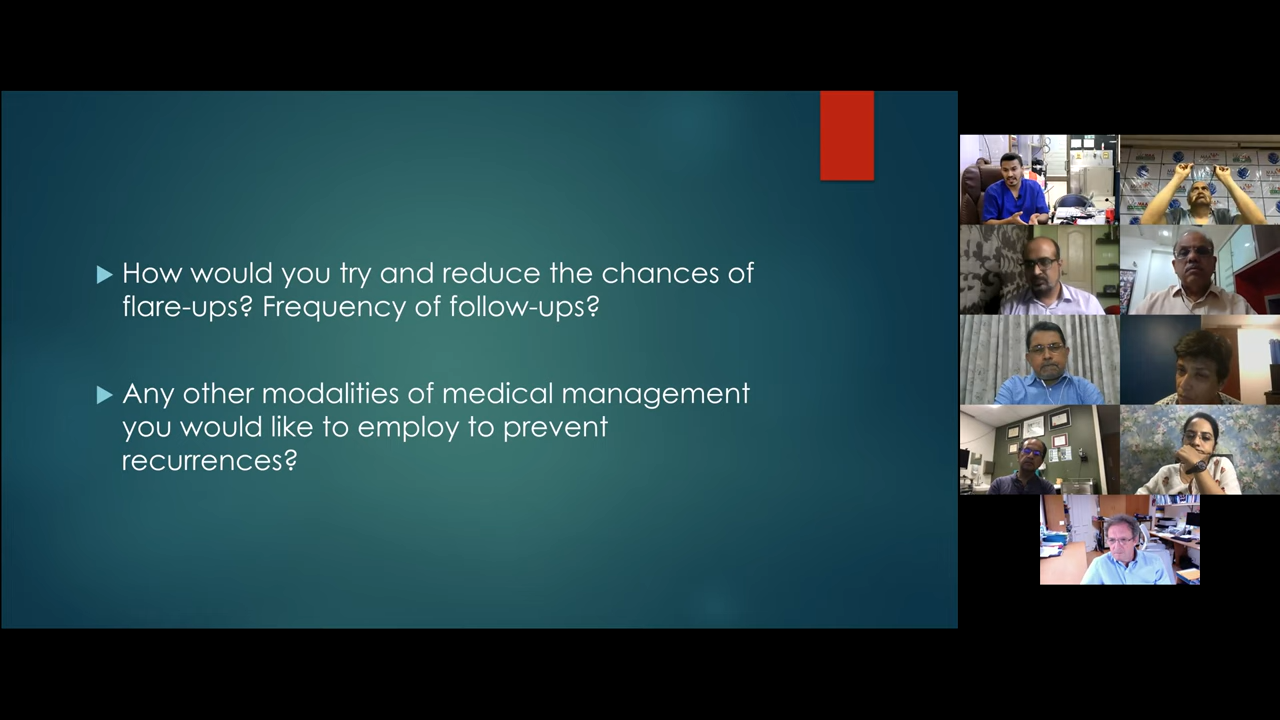 How would you try and reduce the chances of
flare-ups? Frequency of follow-ups?
Any other modalities of medical management
you would like to employ to prevent
recurrences?